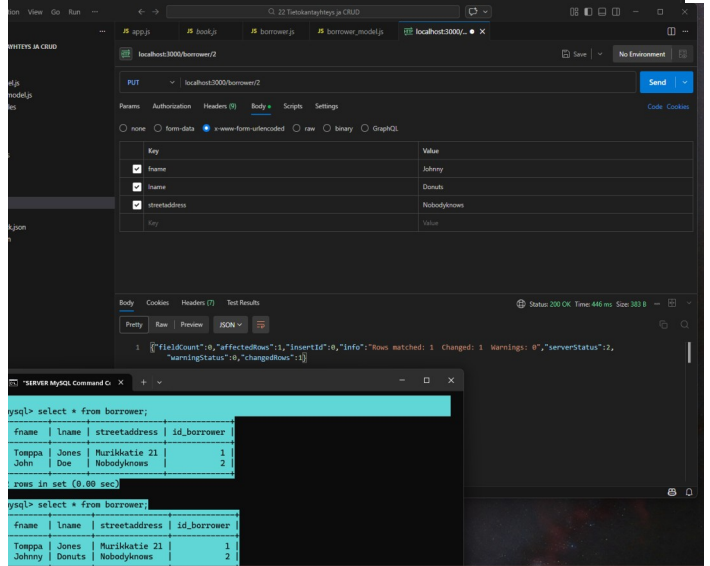 tion View Go Run ... 22 Tietokantayhteys ja CRUD
... JS app.js JS book.js JS borrower.js JS borrower_model.js localhost:3000/... ...
AYHTEYS JA CRUD
localhost:3000/borrower/2 Save No Environment
el.js
model.js
les
PUT localhost:3000/borrower/2 Send
Params Authorization Headers (9) Body Scripts Settings Code Cookies
none form-data x-www-form-urlencoded raw binary GraphQL
Key Value
fname Johnny
lname Donuts
streetaddress Nobodyknows
Key Value
k.json
Body Cookies Headers (7) Test Results Status: 200 OK Time: 446 ms Size: 383 B
Pretty Raw Preview JSON
1 {"fieldCount":0,"affectedRows":1,"insertId":0,"info":"Rows matched: 1 Changed: 1 Warnings: 0","serverStatus":2,
"warningStatus":0,"changedRows":1}
"SERVER MySQL Command
mysql> select * from borrower;
fname | lname | streetaddress | id_borrower |
Tomppa | Jones | Murikkatie 21 | 1 |
John | Doe | Nobodyknows | 2 |
rows in set (0.00 sec)
mysql> select * from borrower;
fname | lname | streetaddress | id_borrower |
Tomppa | Jones | Murikkatie 21 | 1 |
Johnny | Donuts | Nobodyknows | 2 |